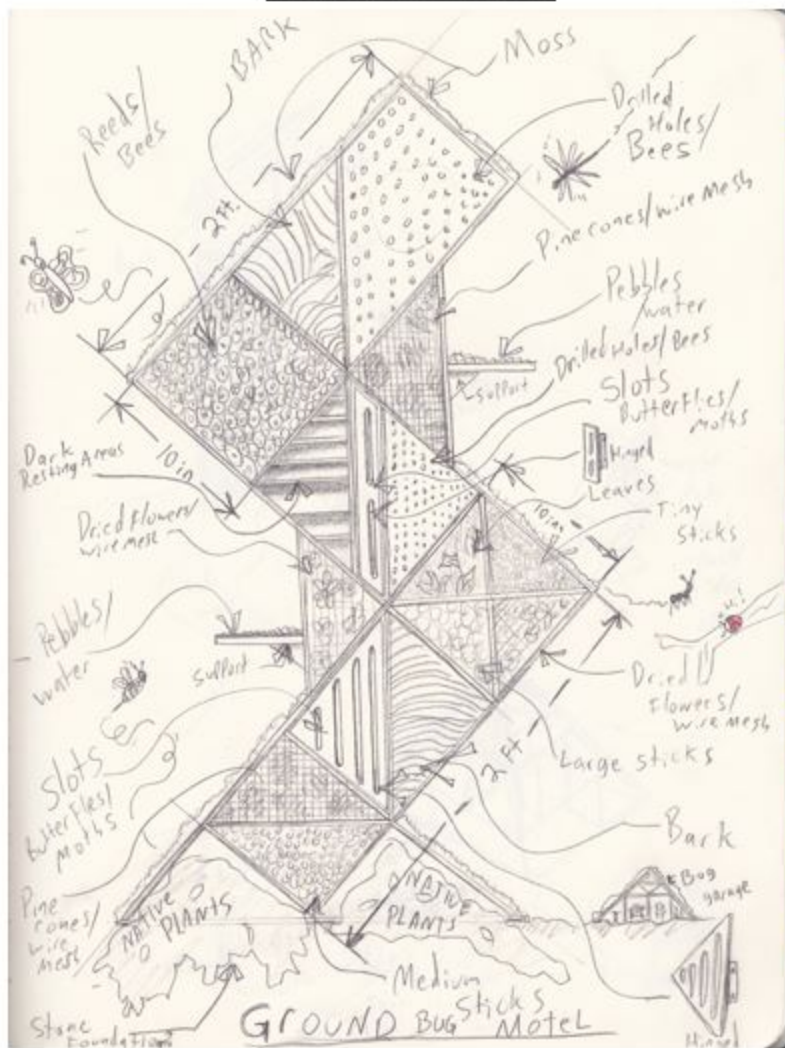 BARK
Moss
Reeds/
Bees
Drilled
Holes/
Bees
2 Ft.
Pine cones/wire Mesh
Pebbles
/water
Drilled Holes/Bees
Support
Slots
Butterflies/
Moths
Hinged
Dark
Resting Areas
10 in
Leaves
10 in
Tiny
Sticks
Dried Flowers/
wire mesh
Pebbles/
water
Support
Dried
Flowers/
wire mesh
Slots
Butterflies/
Moths
Large sticks
2 Ft
Bark
Pine
cones/
wire
Mesh
NATIVE
PLANTS
NATIVE
PLANTS
Bug
garage
Medium
Sticks
Stone
Foundation
GROUND BUG MOTEL
Hinged